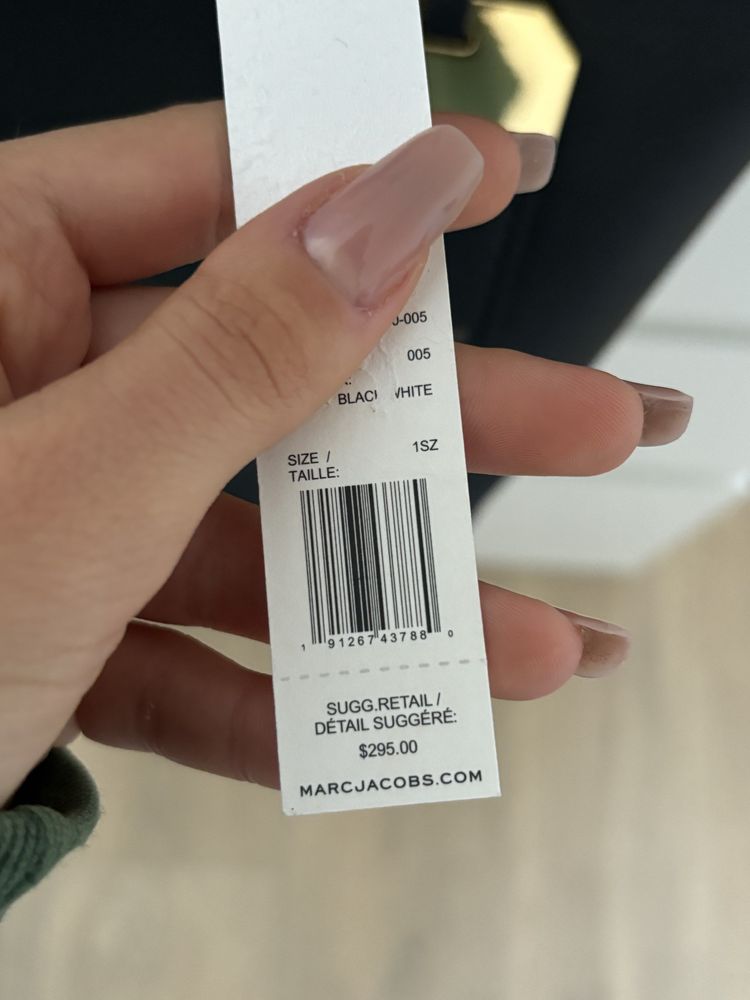 005
SIZE /
1SZ
TAILLE:
1 91267 43788 0
SUGG.RETAIL /
DÉTAIL SUGGÉRÉ:
$295.00
MARCJACOBS.COM